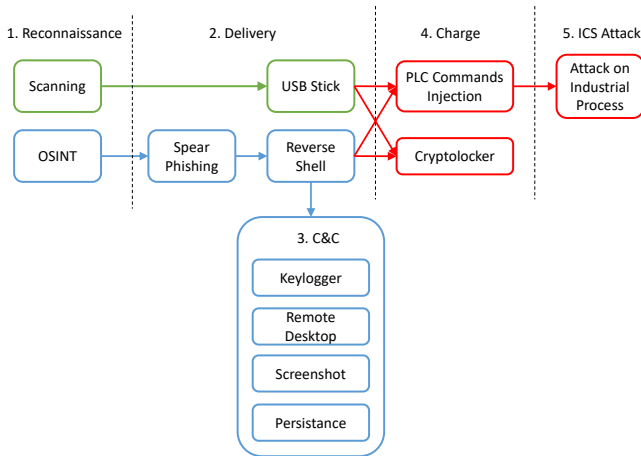 1. Reconnaissance
2. Delivery
4. Charge
5. ICS Attack
Scanning
USB Stick
PLC Commands
Injection
Attack on
Industrial
Process
OSINT
Spear
Phishing
Reverse
Shell
Cryptolocker
3. C&C
Keylogger
Remote
Desktop
Screenshot
Persistance